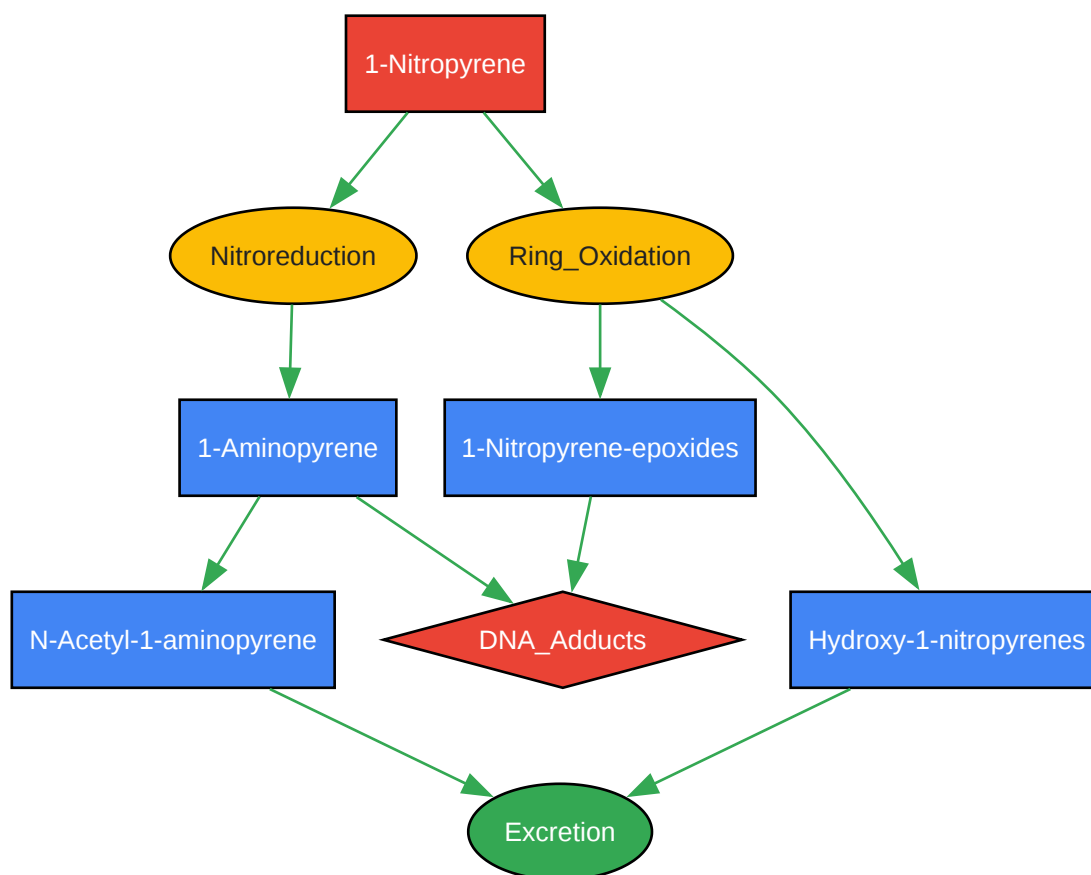 1-Nitropyrene
Nitroreduction
Ring_Oxidation
1-Aminopyrene
1-Nitropyrene-epoxides
N-Acetyl-1-aminopyrene
DNA_Adducts
Hydroxy-1-nitropyrenes
Excretion